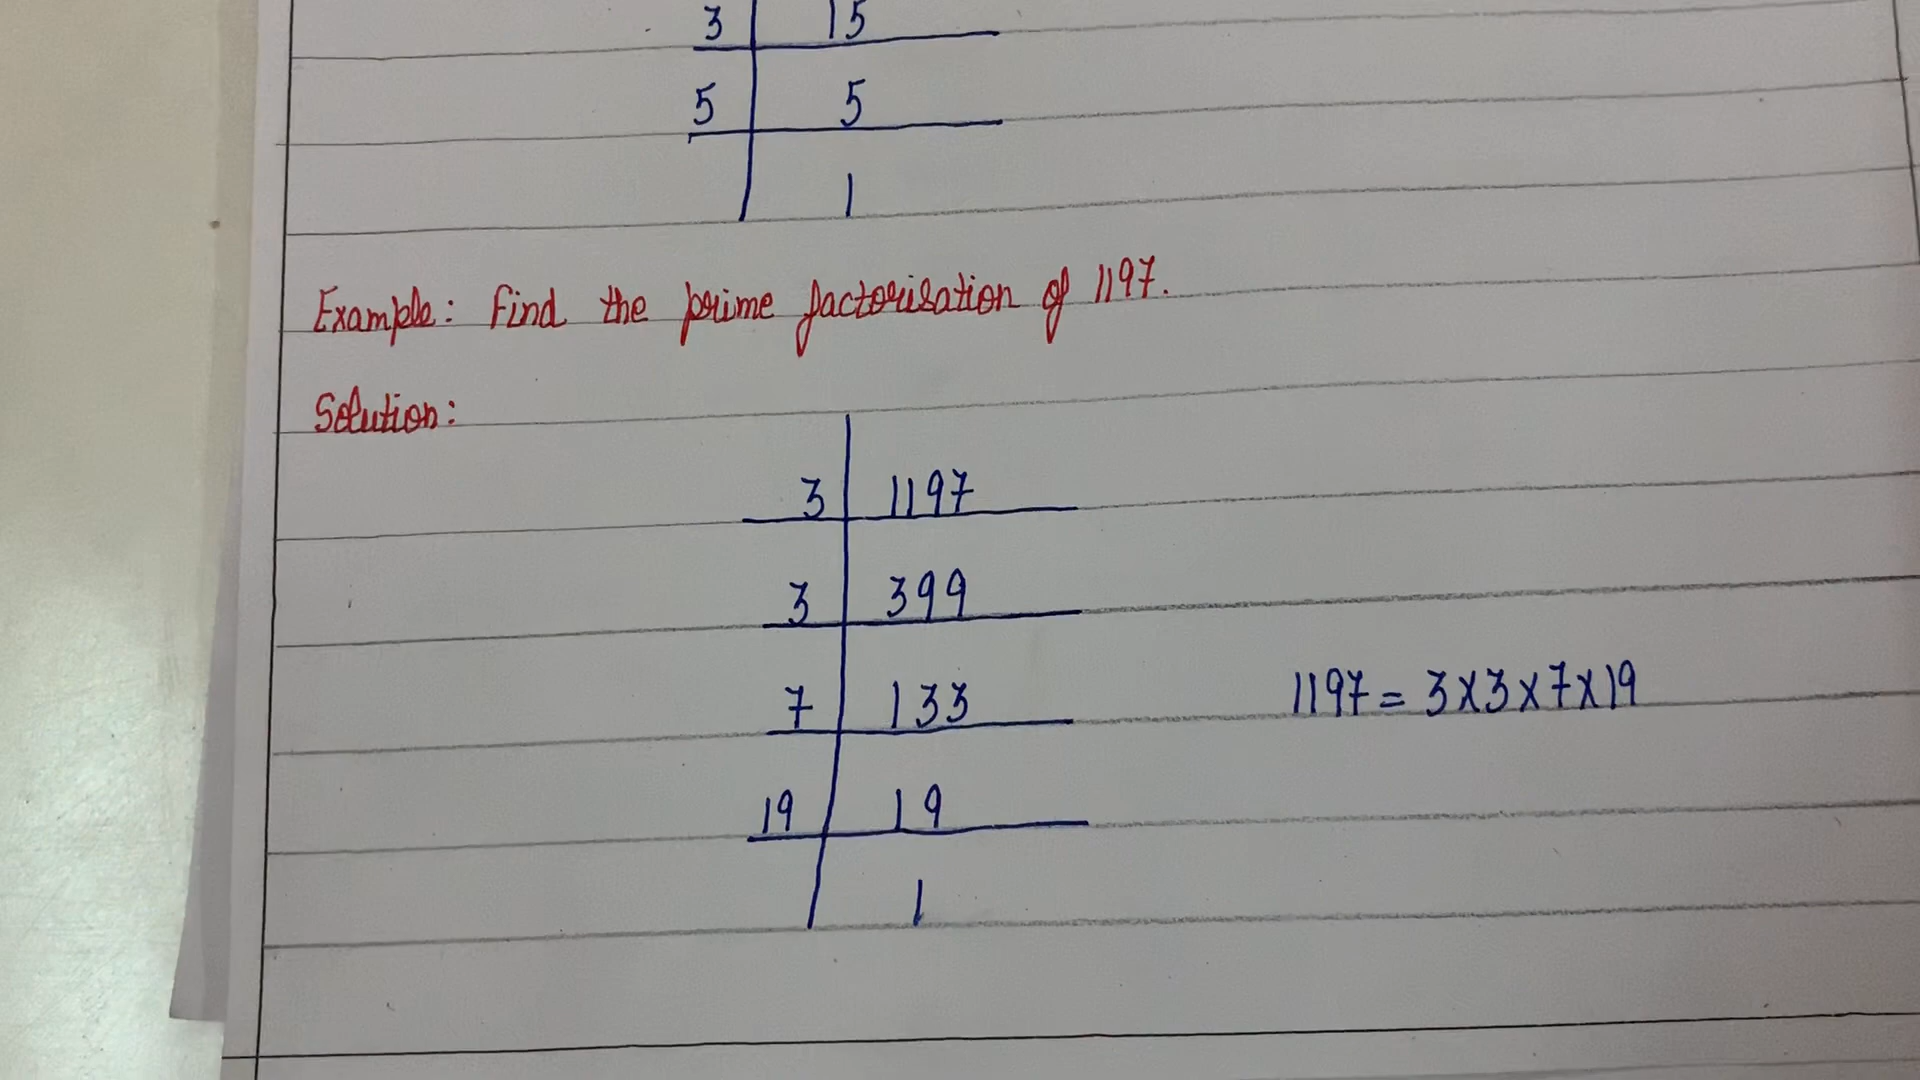 3 | 15
5 | 5
1
Example: Find the prime factorisation of 1197.
Solution:
3 | 1197
3 | 399
7 | 133
1197 = 3x3x7x19
19 | 19
1